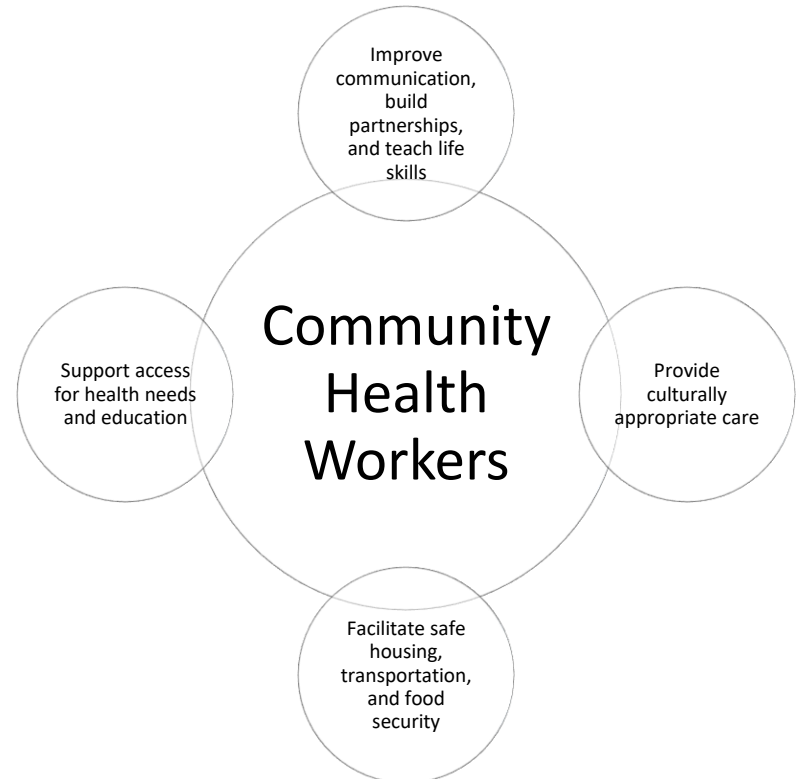 Improve
communication,
build
partnerships,
and teach life
skills
Support access
for health needs
and education
Community
Health
Workers
Provide
culturally
appropriate care
Facilitate safe
housing,
transportation,
and food
security